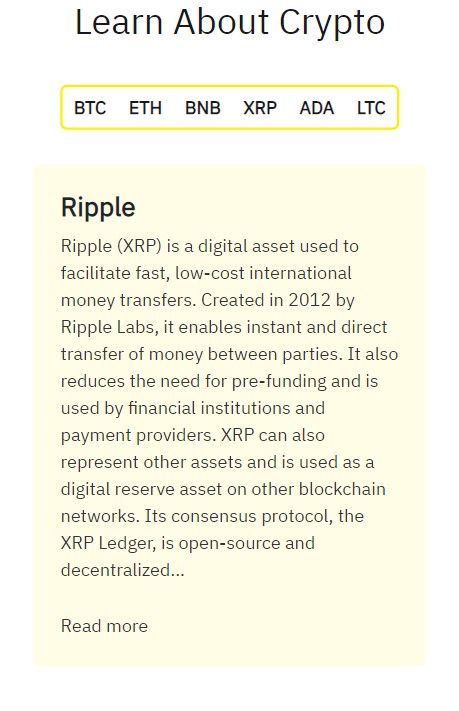 Learn About Crypto
BTC ETH BNB XRP ADA LTC
Ripple
Ripple (XRP) is a digital asset used to
facilitate fast, low-cost international
money transfers. Created in 2012 by
Ripple Labs, it enables instant and direct
transfer of money between parties. It also
reduces the need for pre-funding and is
used by financial institutions and
payment providers. XRP can also
represent other assets and is used as a
digital reserve asset on other blockchain
networks. Its consensus protocol, the
XRP Ledger, is open-source and
decentralized...
Read more